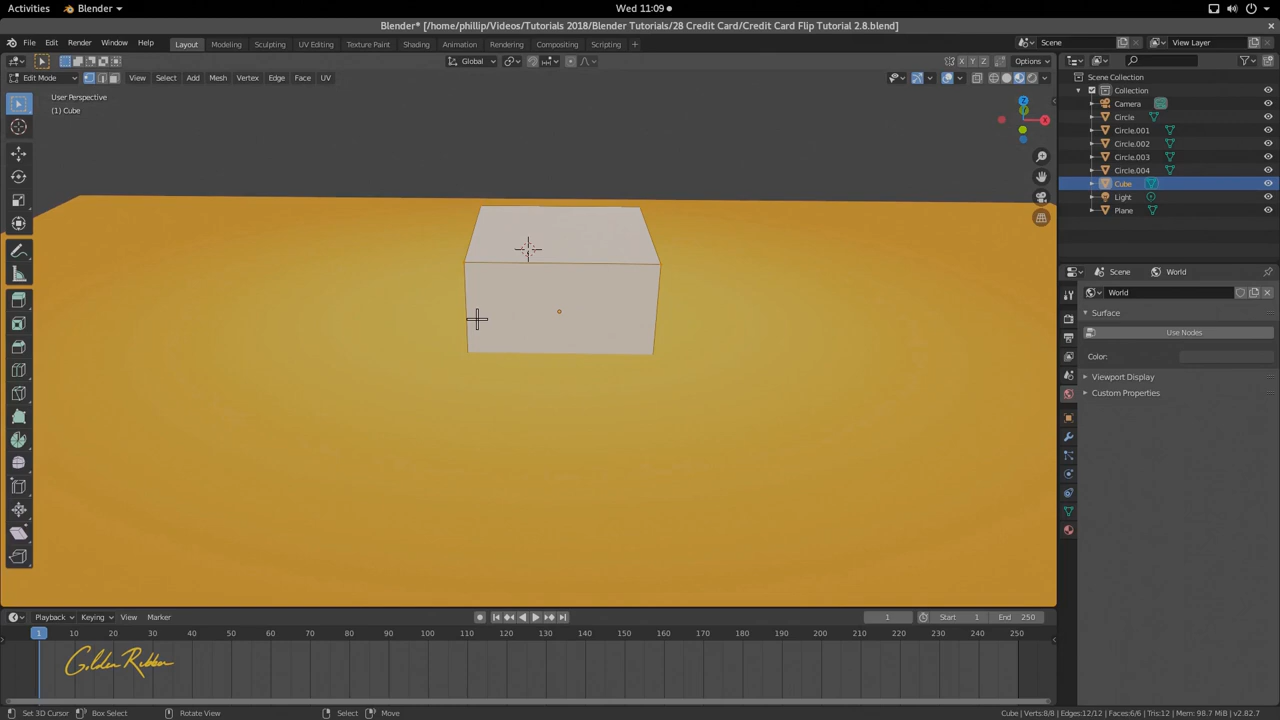 Activities Blender Wed 11:09
Blender* [/home/phillip/Videos/Tutorials 2018/Blender Tutorials/28 Credit Card/Credit Card Flip Tutorial 2.8.blend]
File Edit Render Window Help Layout Modeling Sculpting UV Editing Texture Paint Shading Animation Rendering Compositing Scripting + Scene View Layer
Global X Y Z Options
Edit Mode View Select Add Mesh Vertex Edge Face UV
User Perspective
(1) Cube
Z
Y
X
Scene Collection
Collection
Camera
Circle
Circle.001
Circle.002
Circle.003
Circle.004
Cube
Light
Plane
Scene World
World
Surface
Use Nodes
Color:
Viewport Display
Custom Properties
Playback Keying View Marker 1 Start 1 End 250
1 10 20 30 40 50 60 70 80 90 100 110 120 130 140 150 160 170 180 190 200 210 220 230 240 250
Golden Ribbon
Set 3D Cursor Box Select Rotate View Select Move Cube | Verts:8/8 | Edges:12/12 | Faces:6/6 | Tris:12 | Mem: 98.7 MiB | v2.82.7